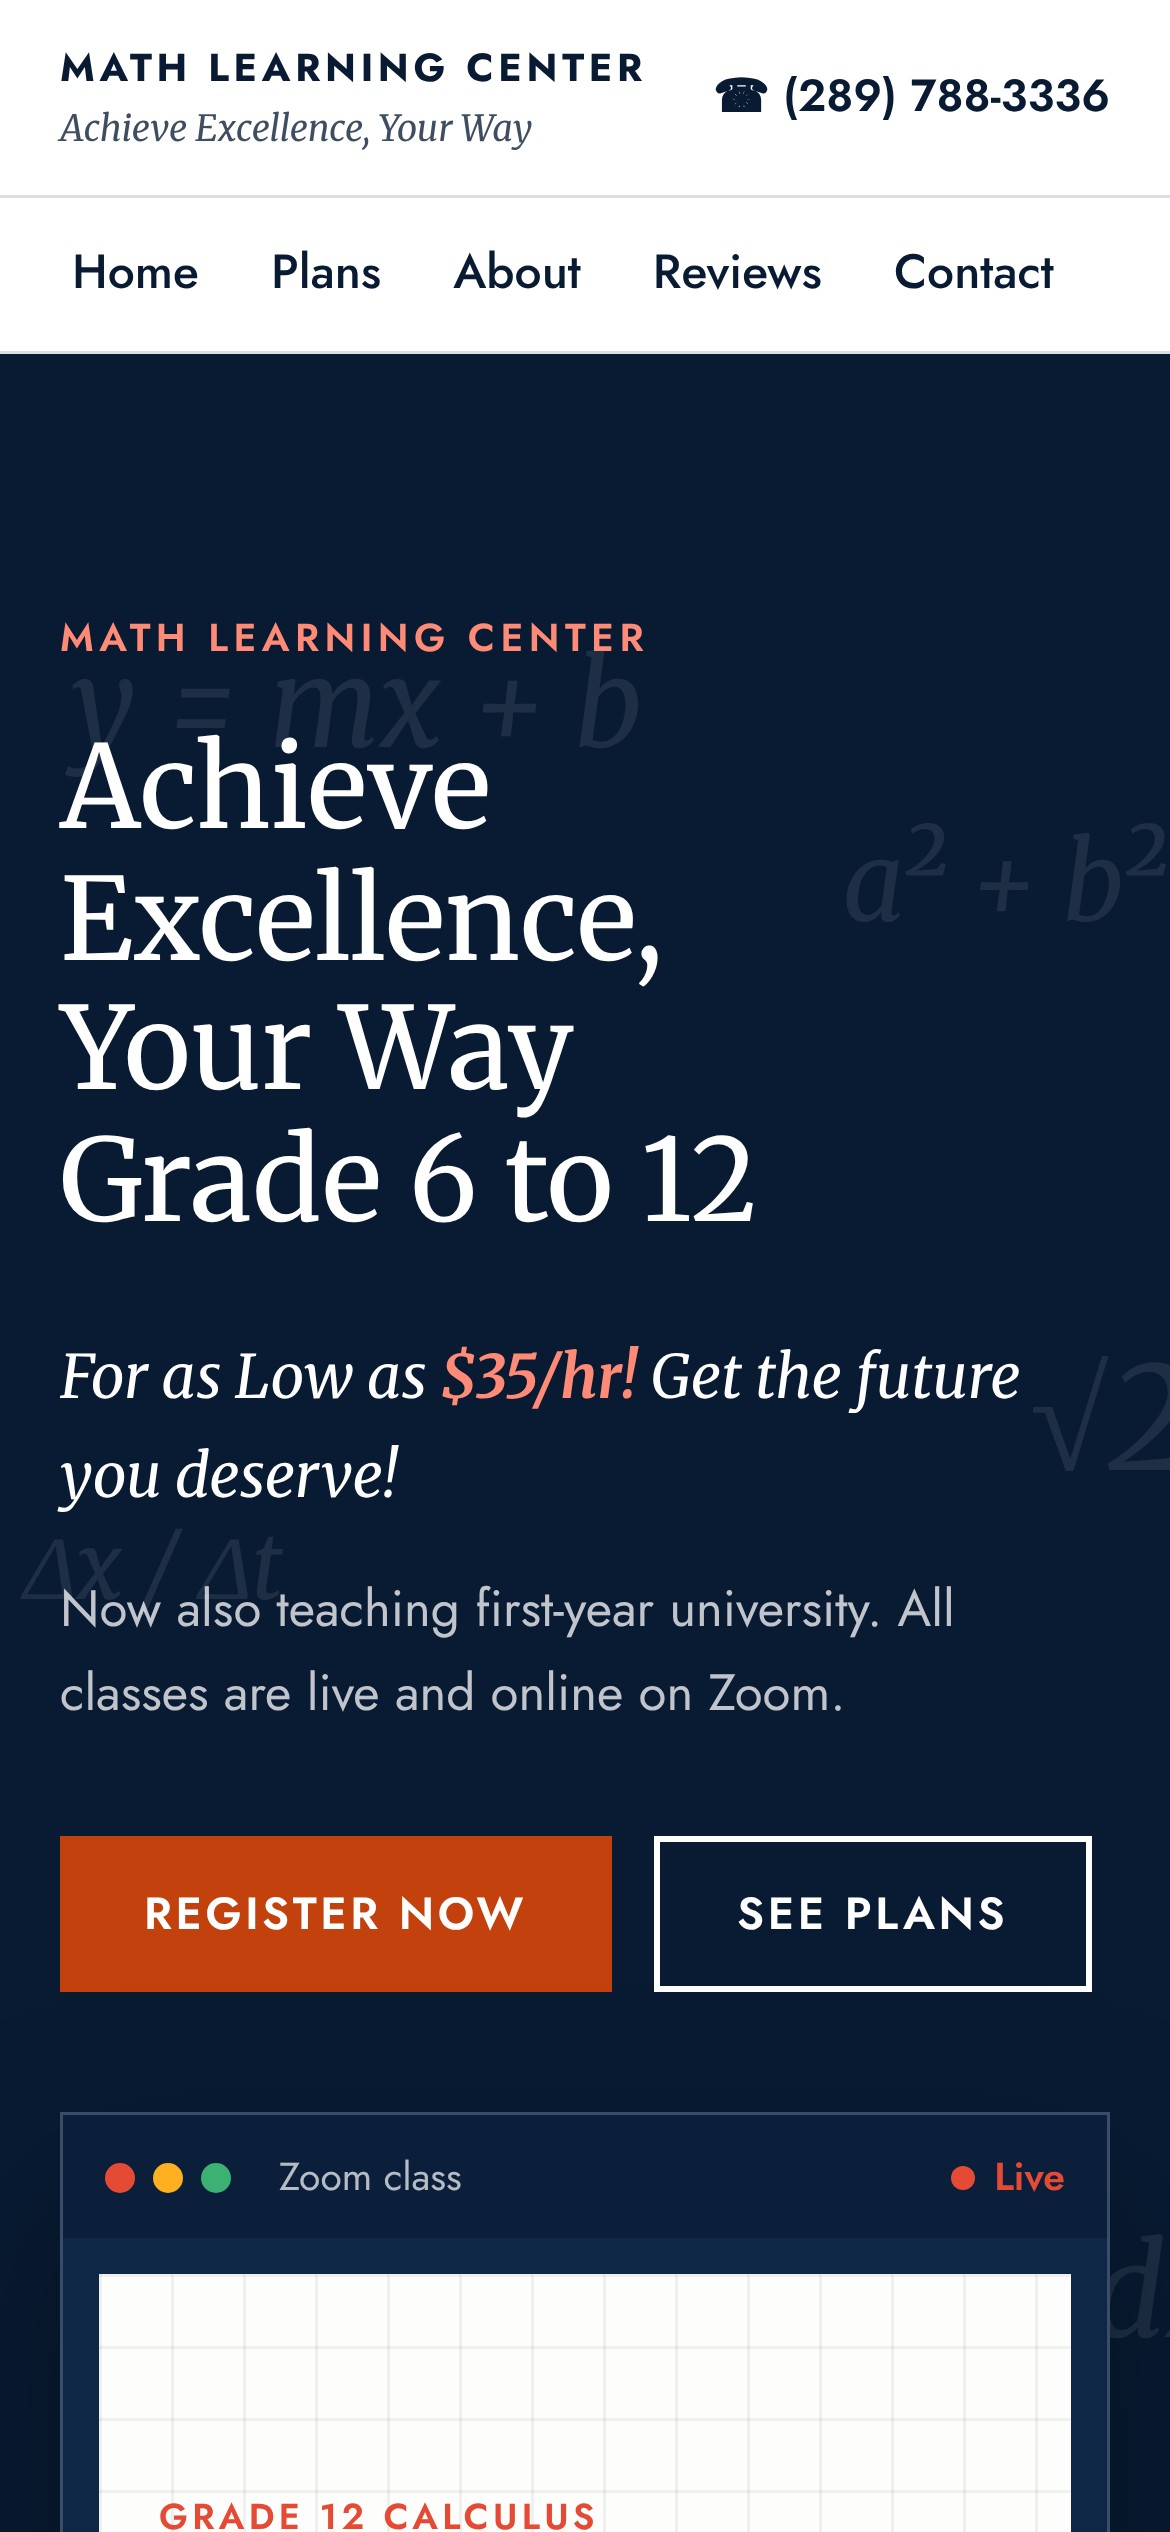 MATH LEARNING CENTER
Achieve Excellence, Your Way
☎ (289) 788-3336
Home Plans About Reviews Contact
MATH LEARNING CENTER
y = mx + b
Achieve
a² + b²
Excellence,
Your Way
Grade 6 to 12
For as Low as $35/hr! Get the future
√2
you deserve!
Δx / Δt
Now also teaching first-year university. All
classes are live and online on Zoom.
REGISTER NOW
SEE PLANS
Zoom class
Live
GRADE 12 CALCULUS